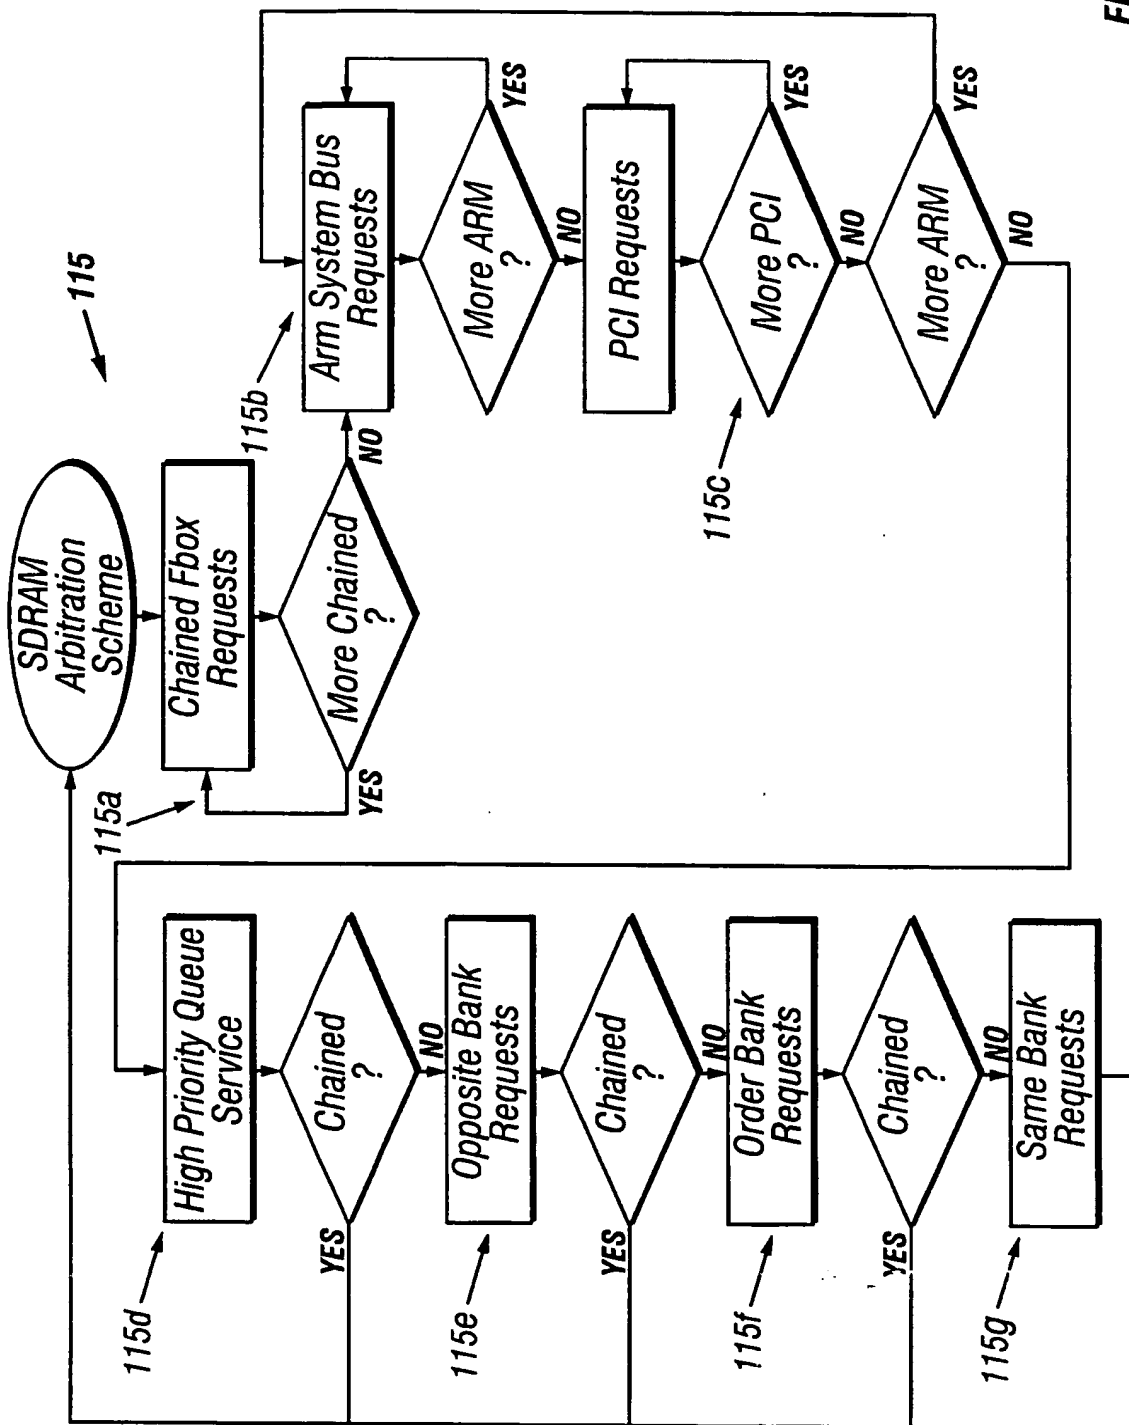 115
SDRAM
Arbitration
Scheme
115a
Chained Fbox
Requests
More Chained
?
YES
NO
115b
Arm System Bus
Requests
More ARM
?
YES
NO
PCI Requests
115c
More PCI
?
YES
NO
More ARM
?
YES
NO
115d
High Priority Queue
Service
Chained
?
YES
NO
115e
Opposite Bank
Requests
Chained
?
YES
NO
115f
Order Bank
Requests
Chained
?
YES
NO
115g
Same Bank
Requests